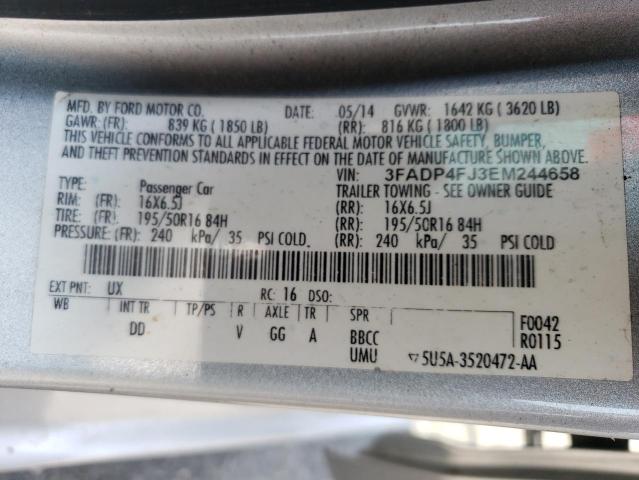 MFD. BY FORD MOTOR CO. DATE: 05/14 GVWR: 1642 KG ( 3620 LB)
GAWR: (FR): 839 KG ( 1850 LB) (RR): 816 KG ( 1800 LB)
THIS VEHICLE CONFORMS TO ALL APPLICABLE FEDERAL MOTOR VEHICLE SAFETY, BUMPER,
AND THEFT PREVENTION STANDARDS IN EFFECT ON THE DATE OF MANUFACTURE SHOWN ABOVE.
VIN: 3FADP4FJ3EM244658
TYPE: Passenger Car TRAILER TOWING - SEE OWNER GUIDE
RIM: (FR): 16X6.5J (RR): 16X6.5J
TIRE: (FR): 195/50R16 84H (RR): 195/50R16 84H
PRESSURE: (FR): 240 kPa/ 35 PSI COLD (RR): 240 kPa/ 35 PSI COLD
EXT PNT: UX RC: 16 DSO:
WB INT TR TP/PS R AXLE TR SPR F0042
DD V GG A BBCC R0115
UMU ▽5U5A-3520472-AA